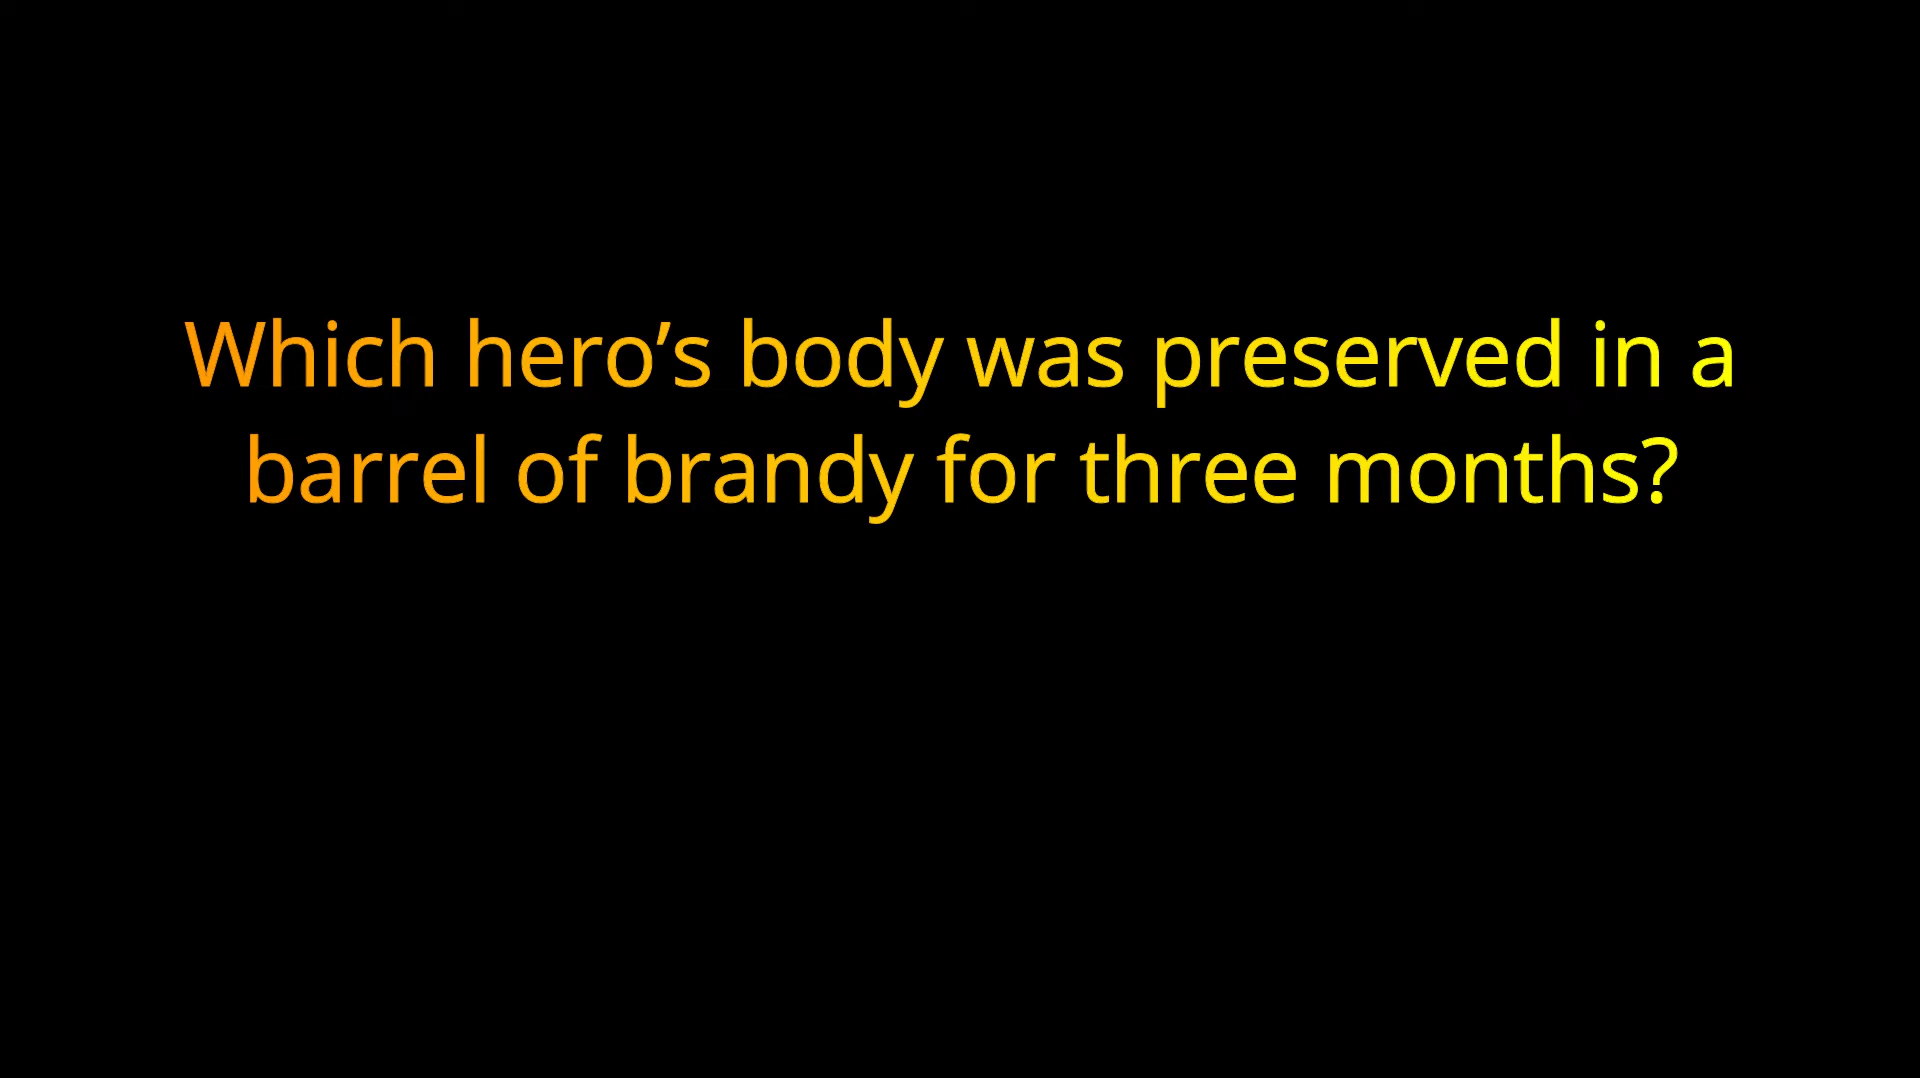 Which hero’s body was preserved in a
barrel of brandy for three months?